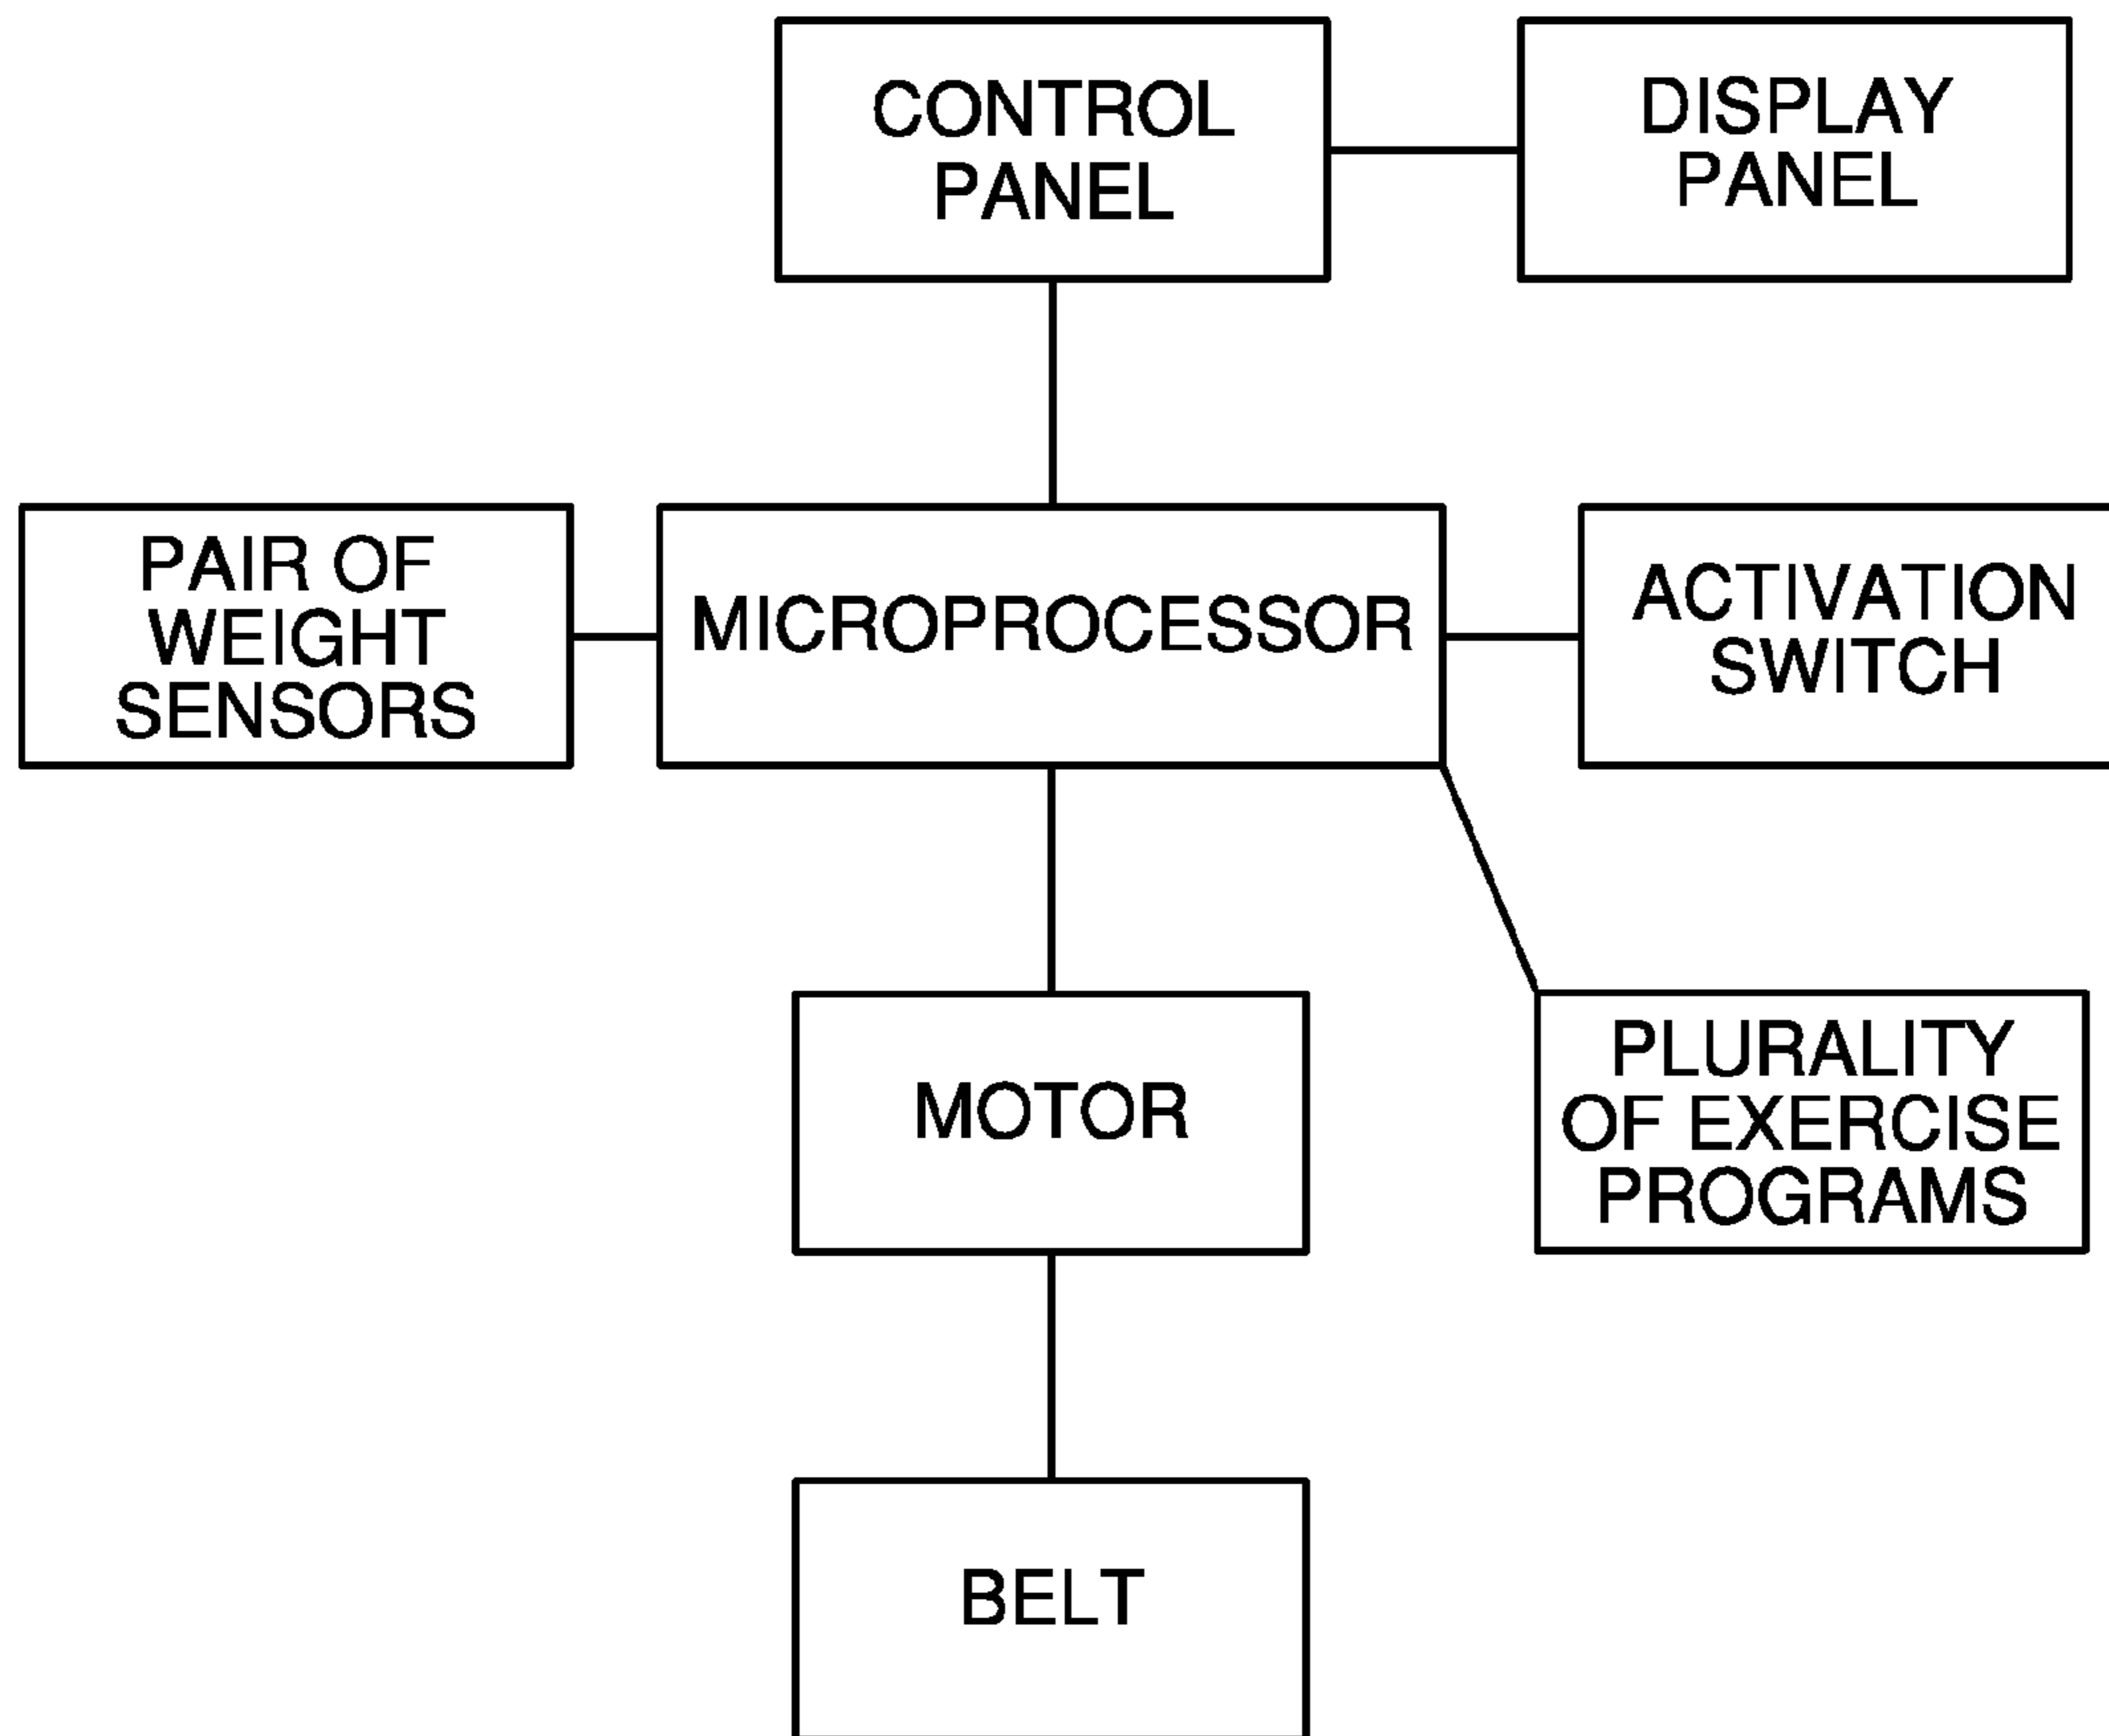 CONTROL
PANEL
DISPLAY
PANEL
PAIR OF
WEIGHT
SENSORS
MICROPROCESSOR
ACTIVATION
SWITCH
MOTOR
PLURALITY
OF EXERCISE
PROGRAMS
BELT